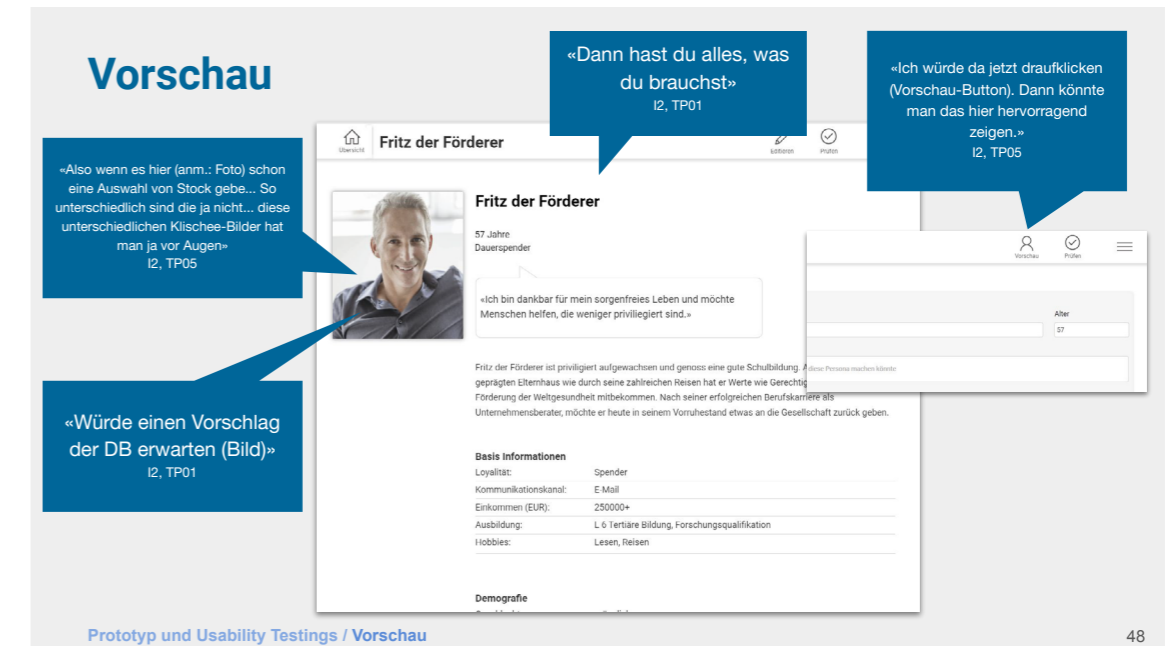 Vorschau
«Dann hast du alles, was
du brauchst»
I2, TP01
«Ich würde da jetzt draufklicken
(Vorschau-Button). Dann könnte
man das hier hervorragend
zeigen.»
I2, TP05
«Also wenn es hier (anm.: Foto) schon
eine Auswahl von Stock gebe... So
unterschiedlich sind die ja nicht... diese
unterschiedlichen Klischee-Bilder hat
man ja vor Augen»
I2, TP05
«Würde einen Vorschlag
der DB erwarten (Bild)»
I2, TP01
Übersicht
Fritz der Förderer
Editieren
Prüfen
Fritz der Förderer
57 Jahre
Dauerspender
«Ich bin dankbar für mein sorgenfreies Leben und möchte
Menschen helfen, die weniger priviliegiert sind.»
Fritz der Förderer ist priviligiert aufgewachsen und genoss eine gute Schulbildung.
geprägten Elternhaus wie durch seine zahlreichen Reisen hat er Werte wie
Förderung der Weltgesundheit mitbekommen. Nach seiner erfolgreichen Berufskarriere als
Unternehmensberater, möchte er heute in seinem Vorruhestand etwas an die Gesellschaft zurück geben.
Basis Informationen
Loyalität: Spender
Kommunikationskanal: E-Mail
Einkommen (EUR): 250000+
Ausbildung: L 6 Tertiäre Bildung, Forschungsqualifikation
Hobbies: Lesen, Reisen
Demografie
Vorschau
Prüfen
Alter
57
diese Persona machen könnte
Prototyp und Usability Testings / Vorschau
48